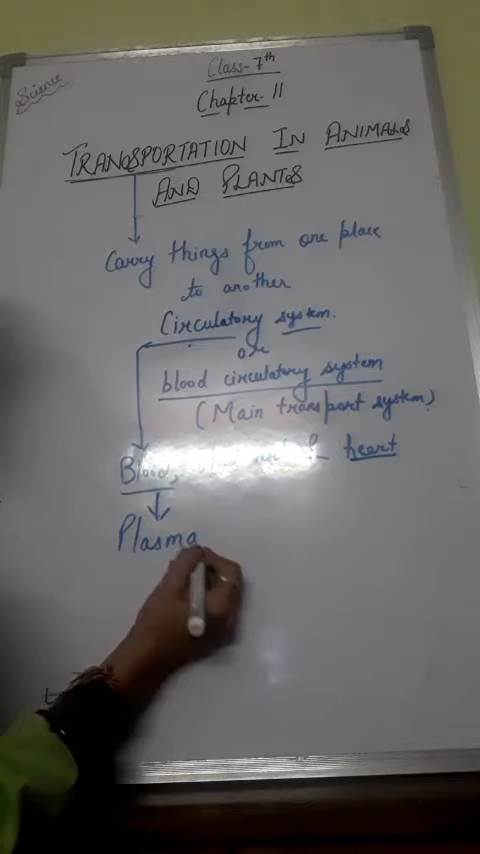 Science
Class-7th
Chapter-11
TRANSPORTATION IN ANIMALS
AND PLANTS
Carry things from one place
to another
Circulatory system.
or
blood circulatory system
(Main transport system)
Blood, & heart
Plasma